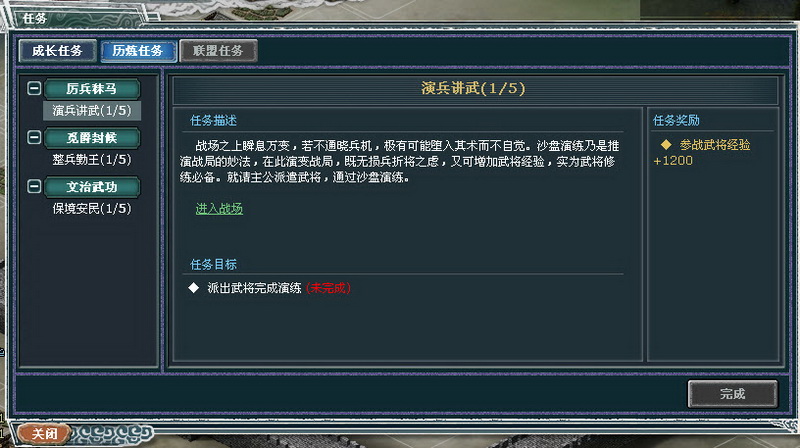 任务
成长任务 历炼任务 联盟任务
厉兵秣马
演兵讲武(1/5)
觅爵封候
整兵勤王(1/5)
文治武功
保境安民(1/5)
演兵讲武(1/5)
任务描述
战场之上瞬息万变，若不通晓兵机，极有可能堕入其术而不自觉。沙盘演练乃是推
演战局的妙法，在此演变战局，既无损兵折将之虑，又可增加武将经验，实为武将修
练必备。就请主公派遣武将，通过沙盘演练。
进入战场
任务目标
◆ 派出武将完成演练 (未完成)
任务奖励
◆ 参战武将经验
+1200
完成
关闭